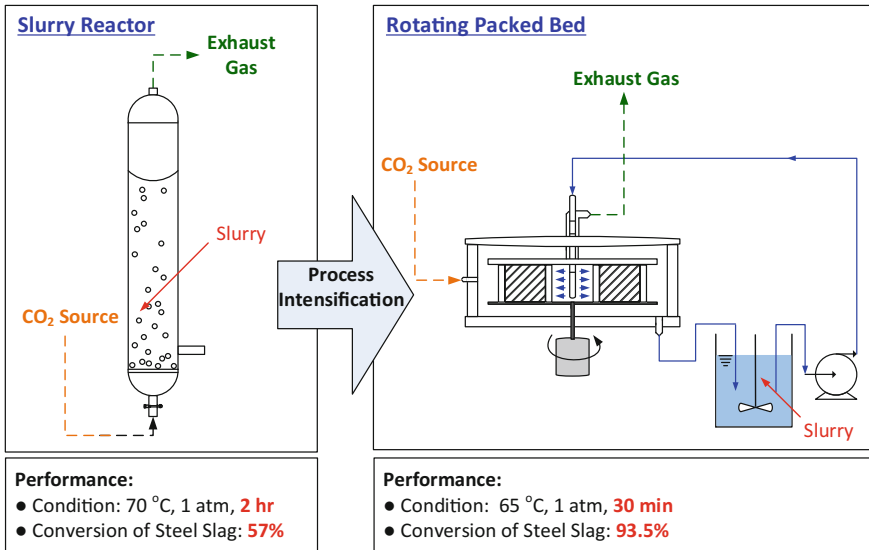 Slurry Reactor
Exhaust
Gas
Slurry
CO₂ Source
Process
Intensification
Rotating Packed Bed
Exhaust Gas
CO₂ Source
Slurry
Performance:
● Condition: 70 °C, 1 atm, 2 hr
● Conversion of Steel Slag: 57%
Performance:
● Condition: 65 °C, 1 atm, 30 min
● Conversion of Steel Slag: 93.5%